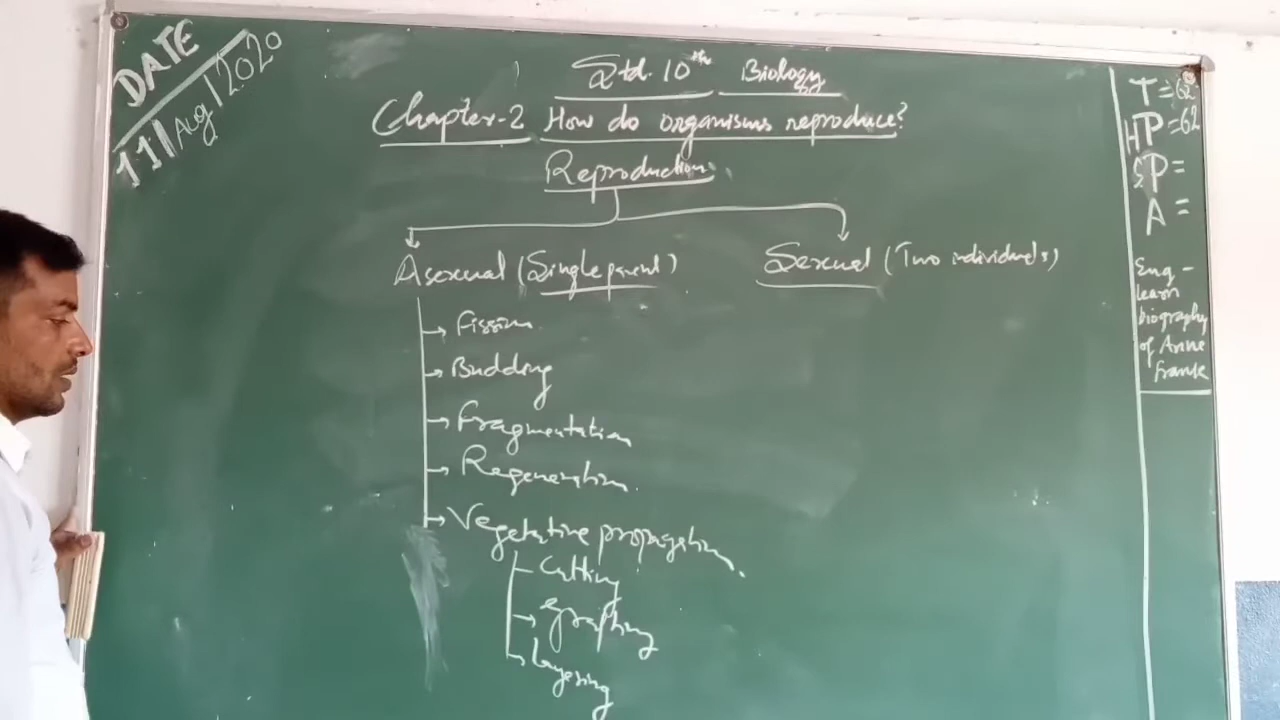 DATE
11/Aug/2020
Std. 10th Biology
Chapter-2 How do organisms reproduce?
Reproduction
Asexual (Single parent)
Sexual (Two individuals)
Fission
Budding
Fragmentation
Regeneration
Vegetative propagation
Cutting
Grafting
Layering
T = 62
HP = 62
P =
A =
Eng -
learn
biography
of Anne
Frank